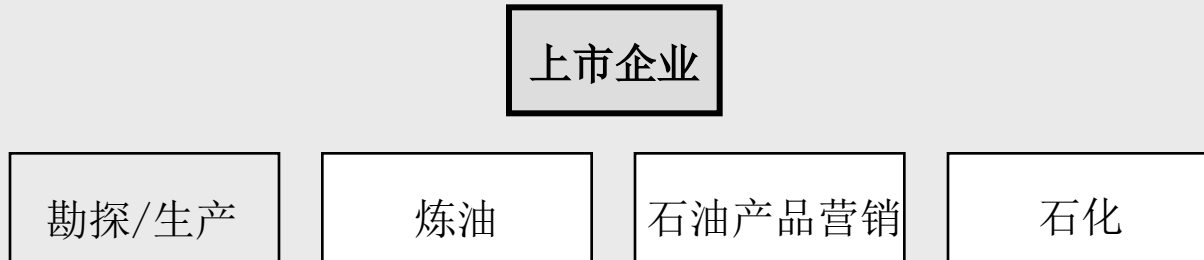 上市企业
勘探/生产
炼油
石油产品营销
石化